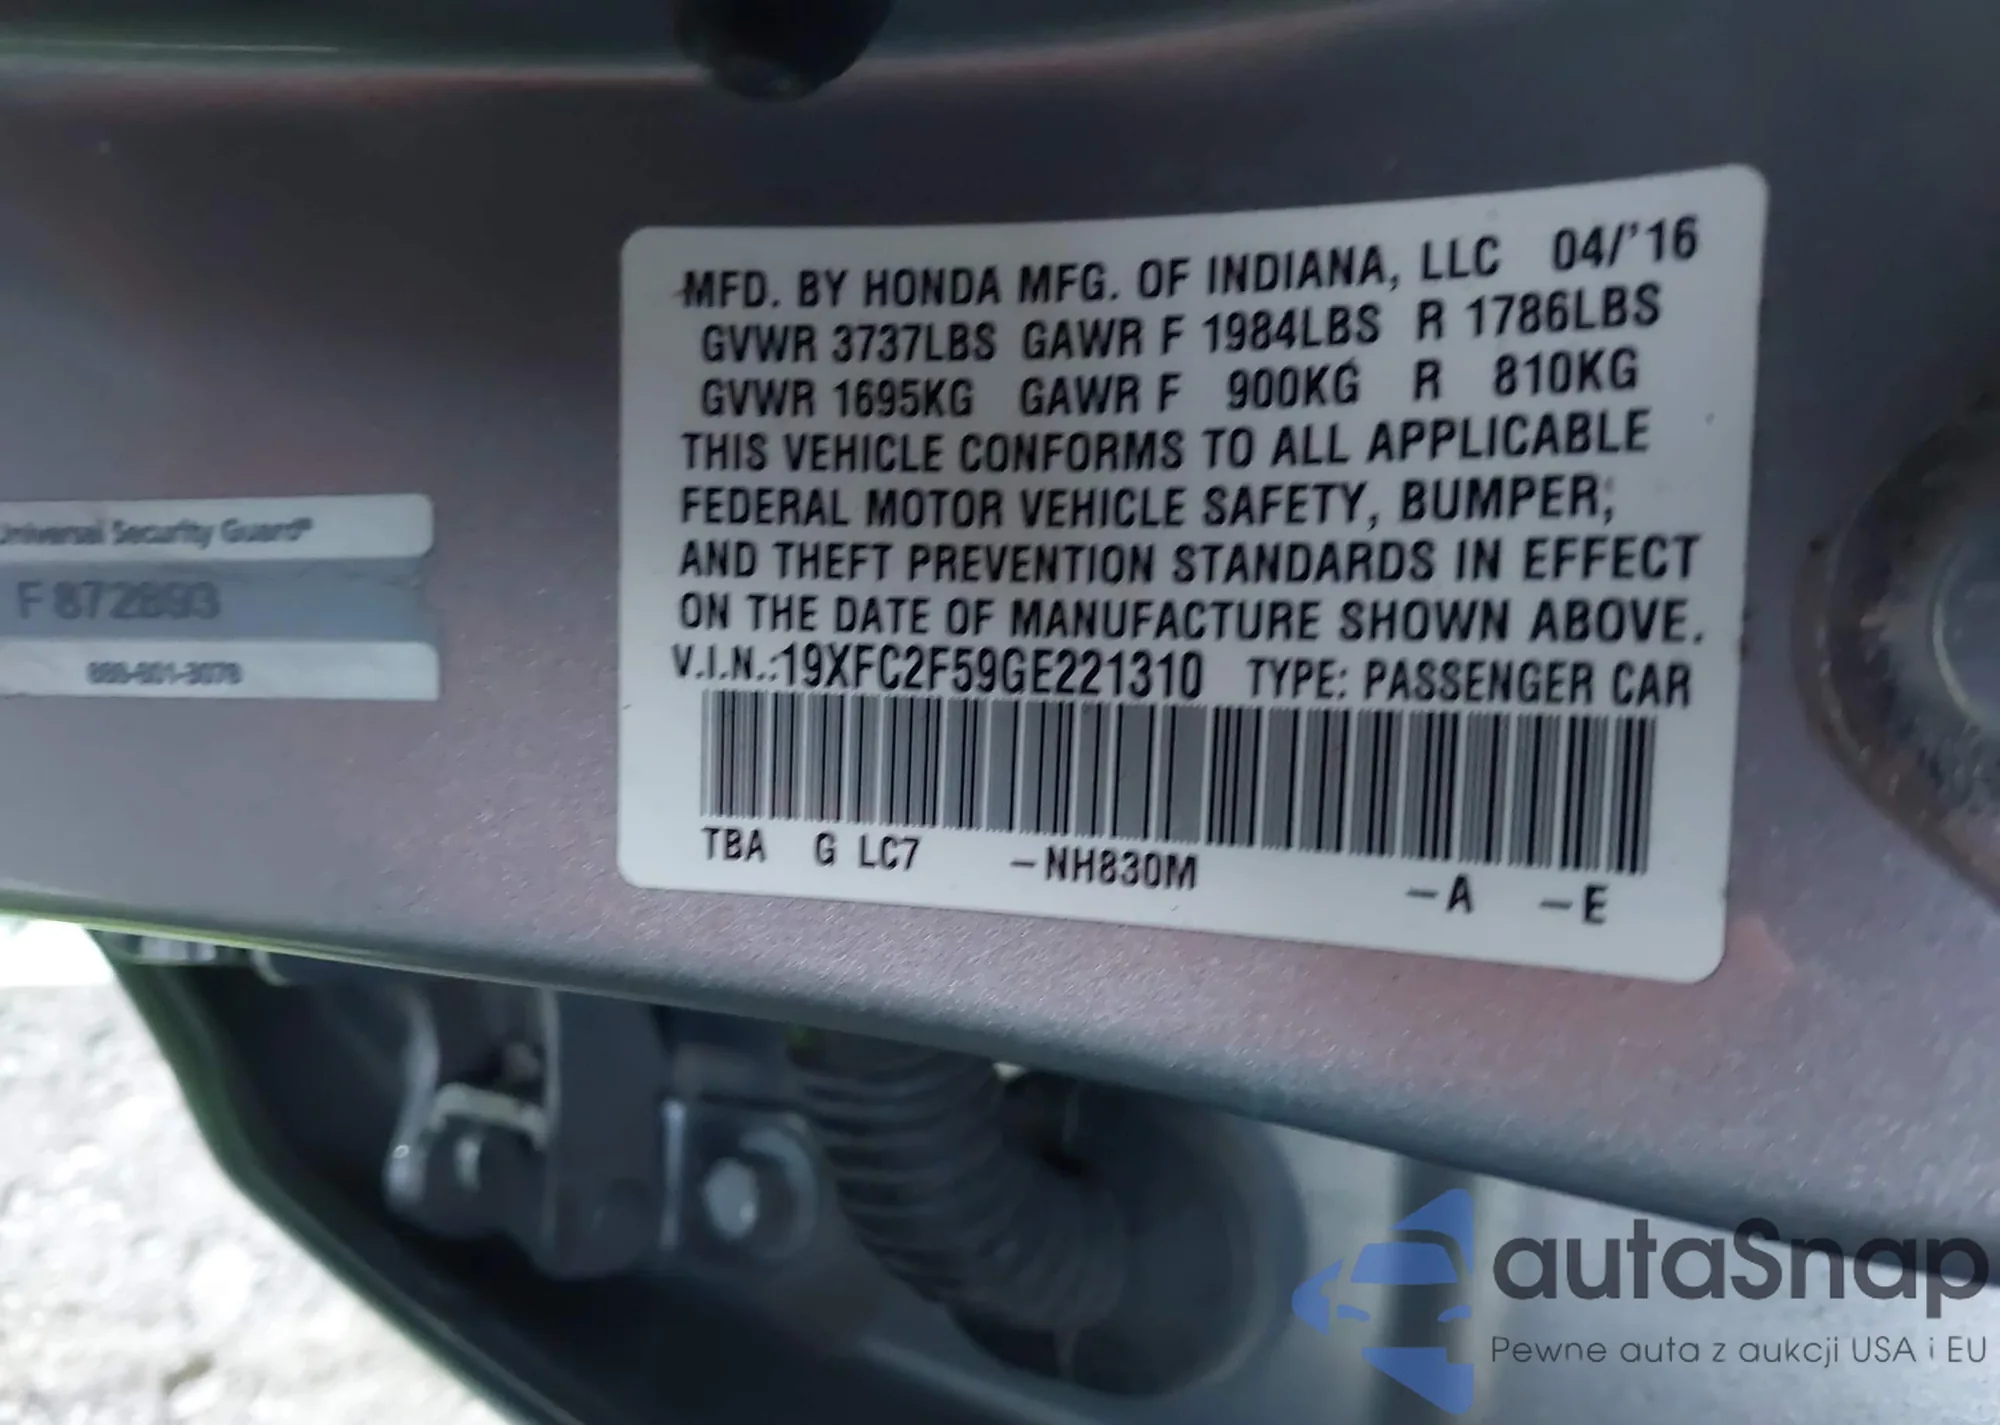 MFD. BY HONDA MFG. OF INDIANA, LLC 04/'16
GVWR 3737LBS GAWR F 1984LBS R 1786LBS
GVWR 1695KG GAWR F 900KG R 810KG
THIS VEHICLE CONFORMS TO ALL APPLICABLE
FEDERAL MOTOR VEHICLE SAFETY, BUMPER,
AND THEFT PREVENTION STANDARDS IN EFFECT
ON THE DATE OF MANUFACTURE SHOWN ABOVE.
V.I.N.:19XFC2F59GE221310 TYPE: PASSENGER CAR
TBA G LC7 -NH830M -A -E
Universal Security Guard®
F 872893
autaSnap
Pewne auta z aukcji USA i EU